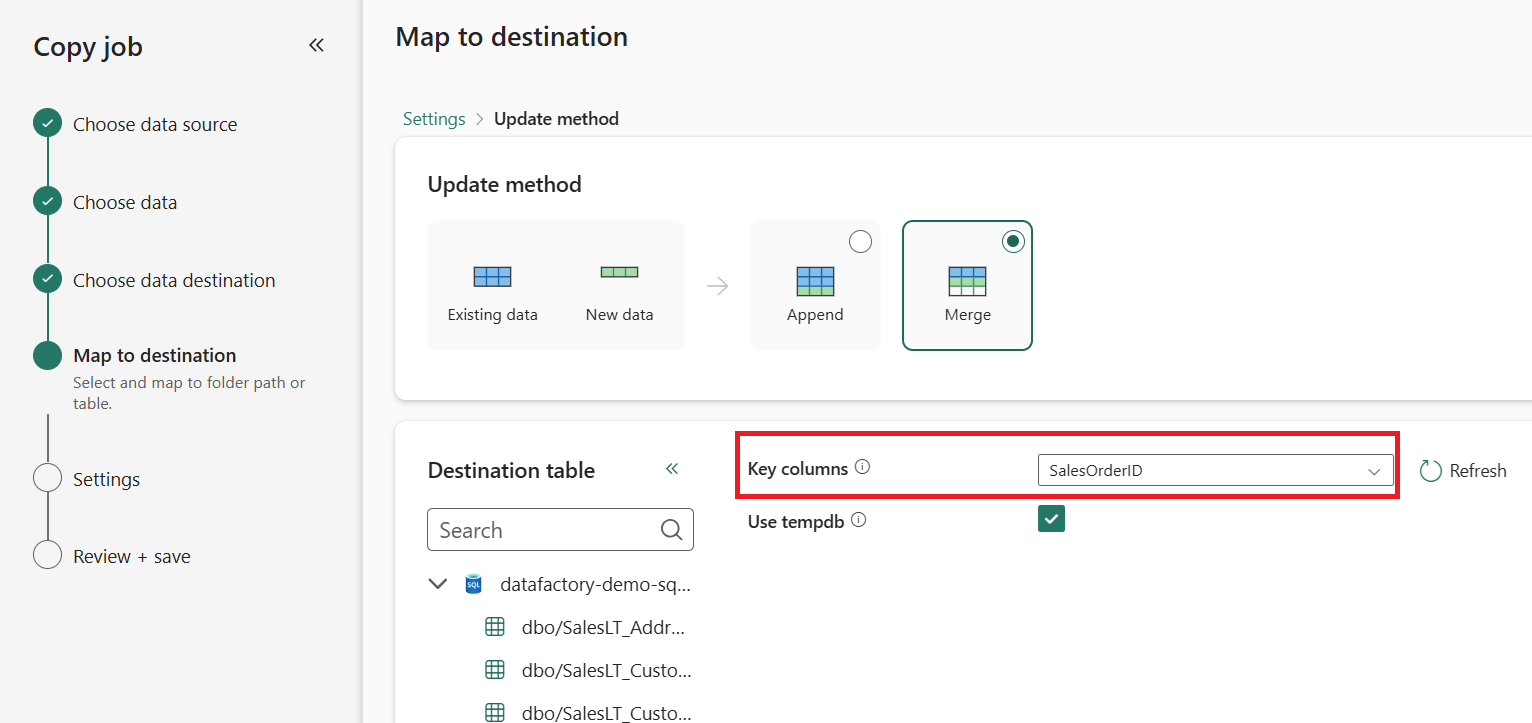 Copy job
Choose data source
Choose data
Choose data destination
Map to destination
Select and map to folder path or
table.
Settings
Review + save
Map to destination
Settings > Update method
Update method
Existing data
New data
Append
Merge
Destination table
Search
SQL
datafactory-demo-sq...
dbo/SalesLT_Addr...
dbo/SalesLT_Custo...
dbo/SalesLT_Custo...
Key columns
SalesOrderID
Refresh
Use tempdb